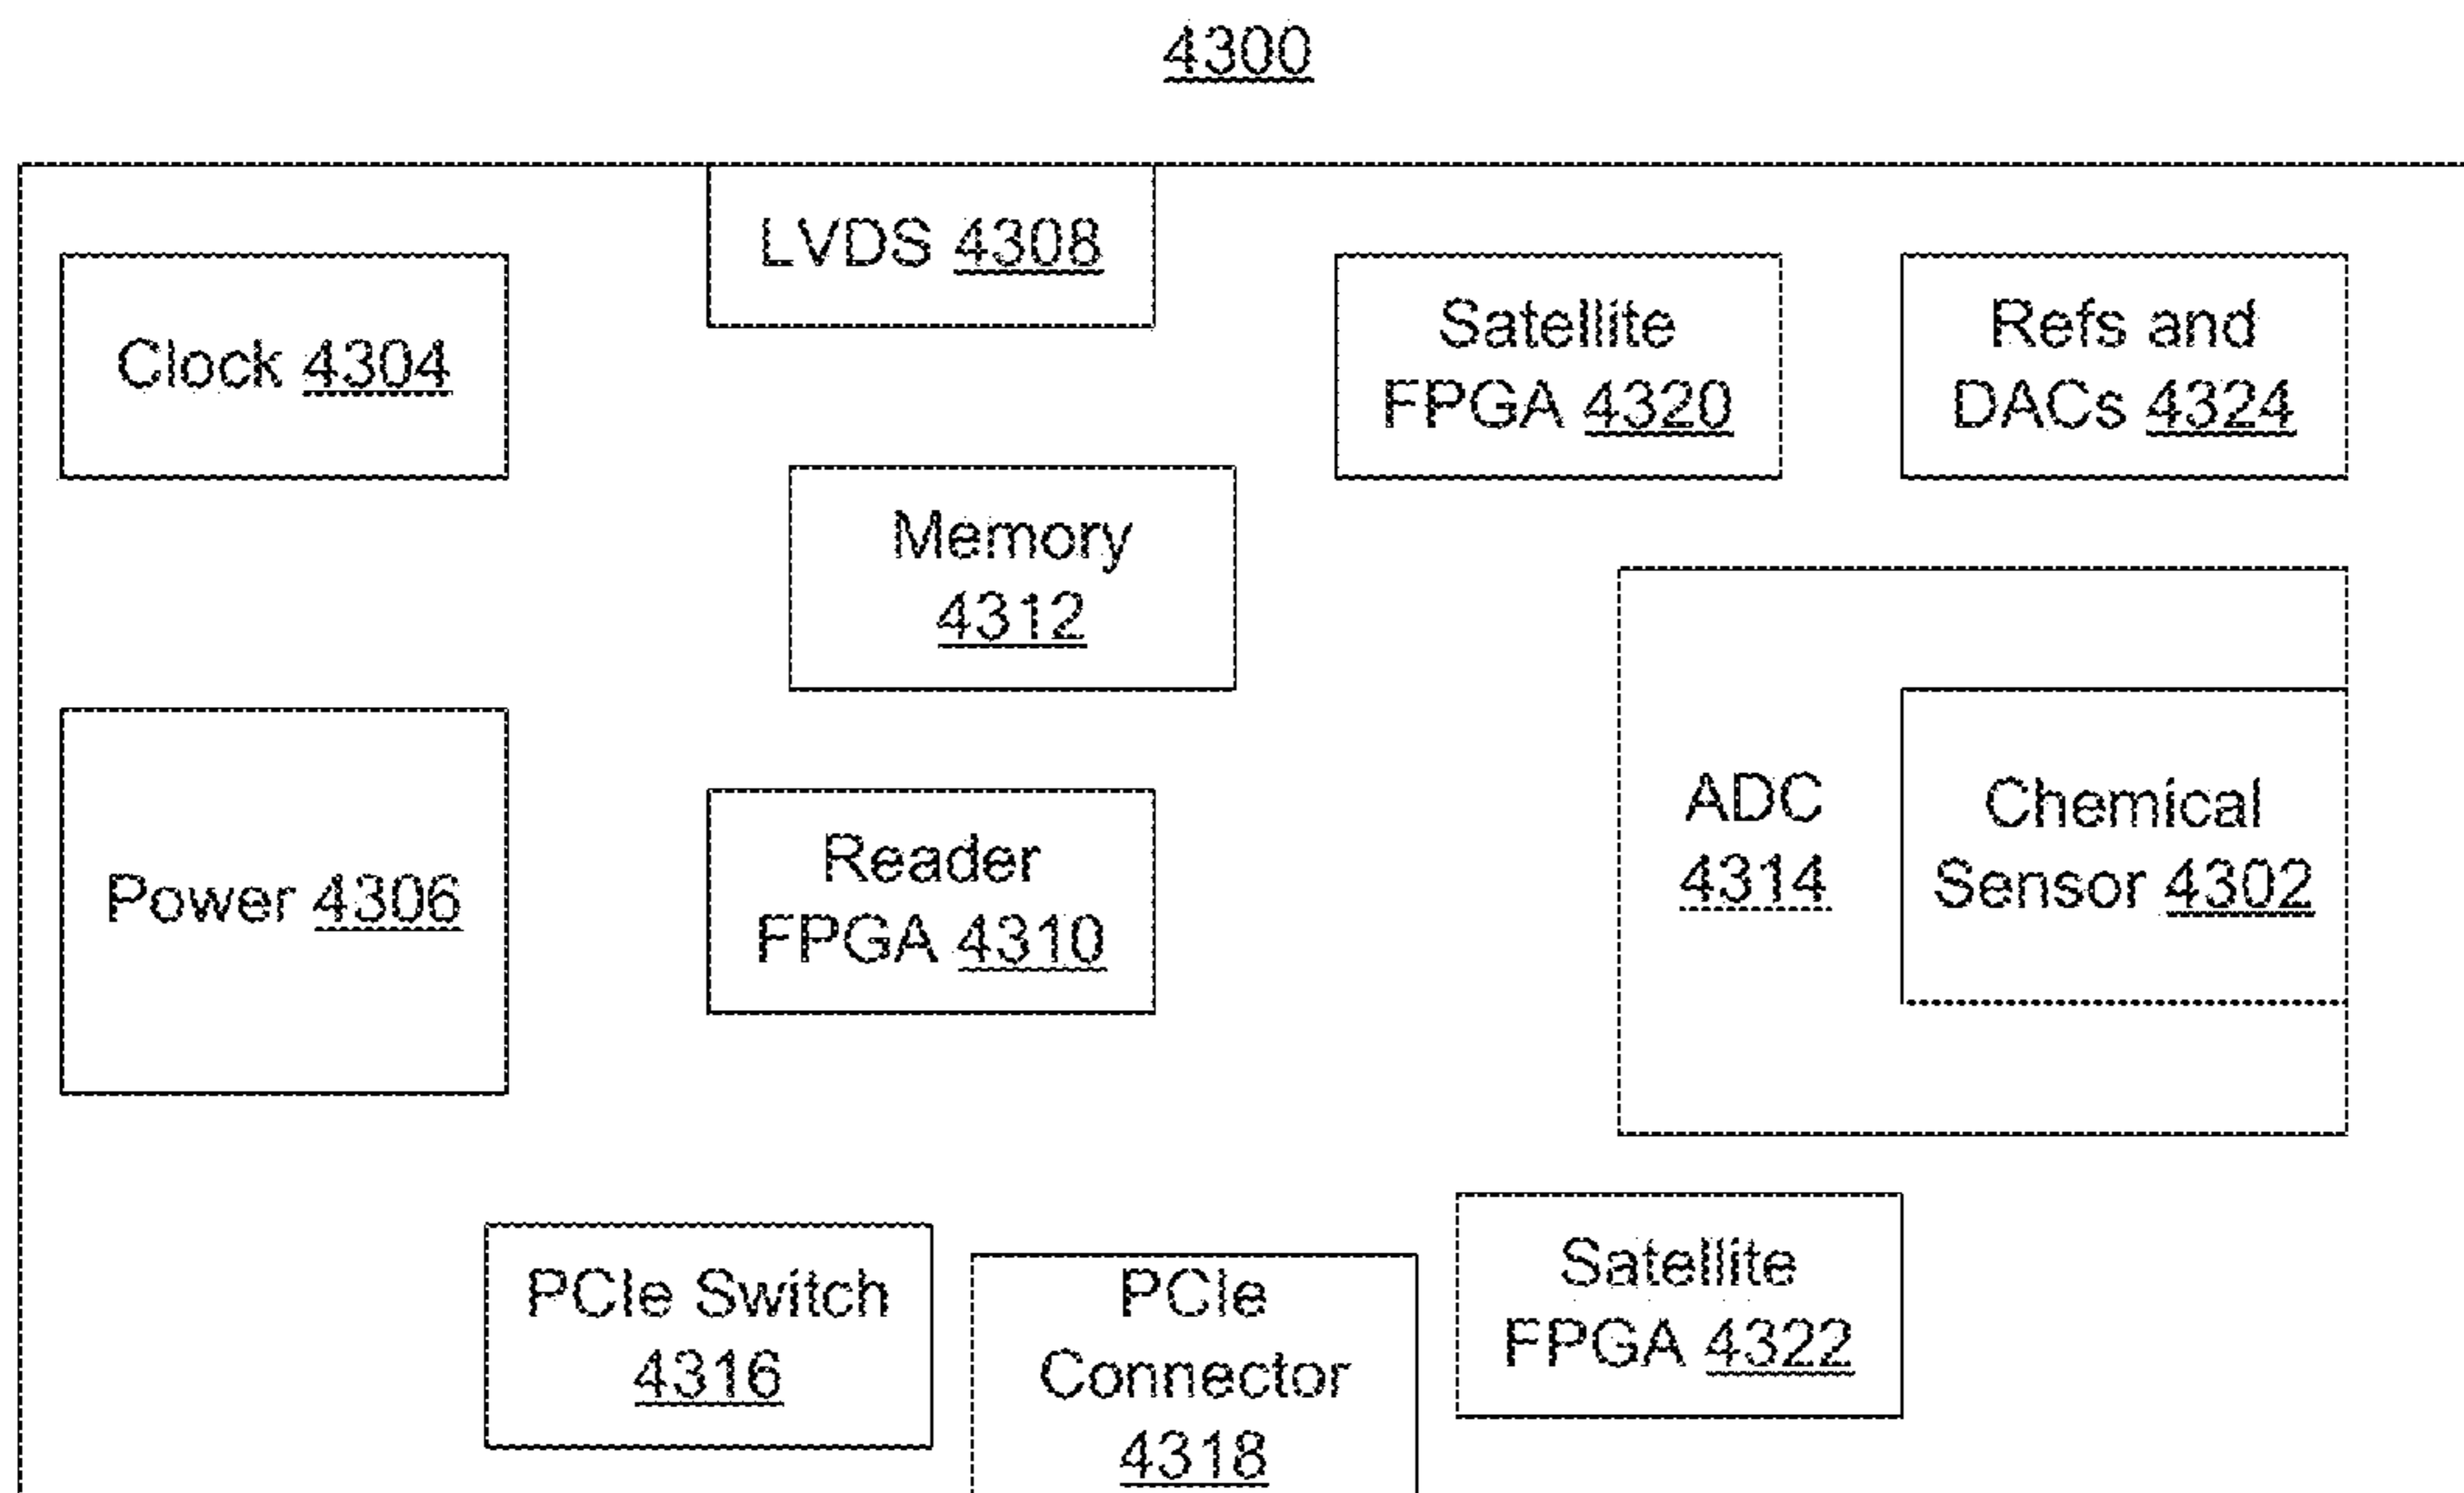 4300
LVDS 4308
Clock 4304
Satellite
FPGA 4320
Refs and
DACs 4324
Memory
4312
ADC
4314
Chemical
Sensor 4302
Power 4306
Reader
FPGA 4310
PCIe Switch
4316
PCIe
Connector
4318
Satellite
FPGA 4322